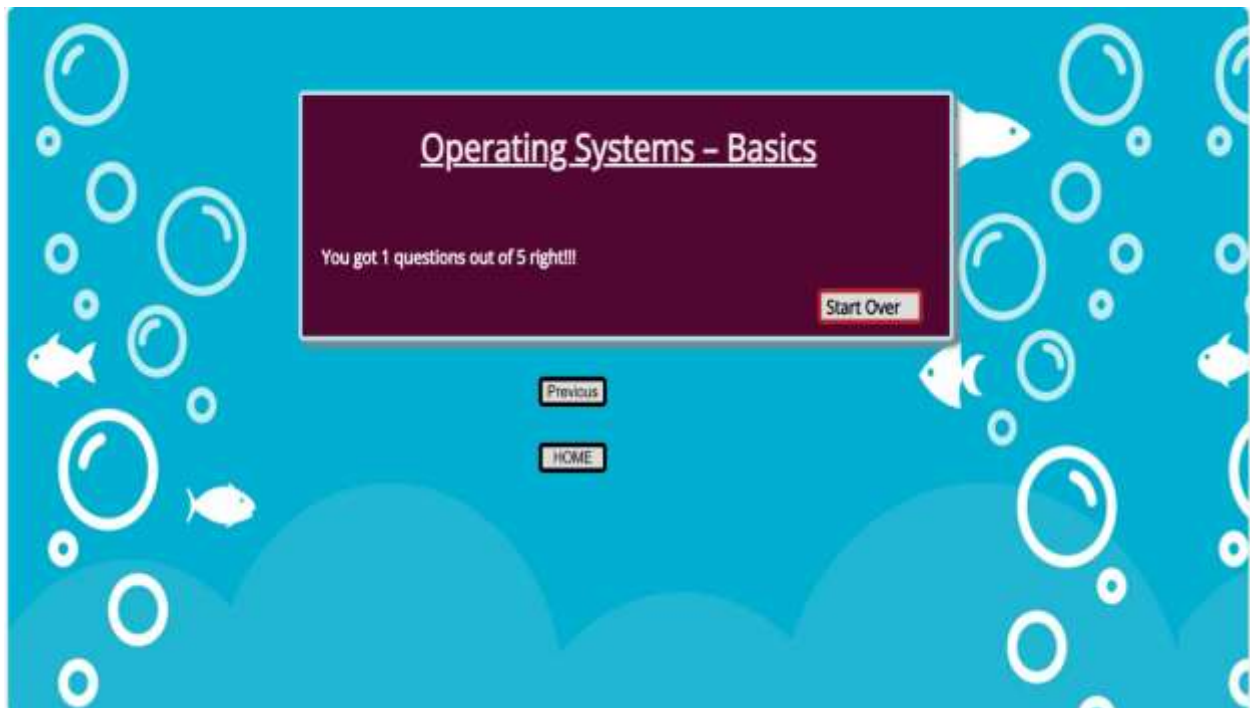 Operating Systems – Basics
You got 1 questions out of 5 right!!!
Start Over
Previous
HOME